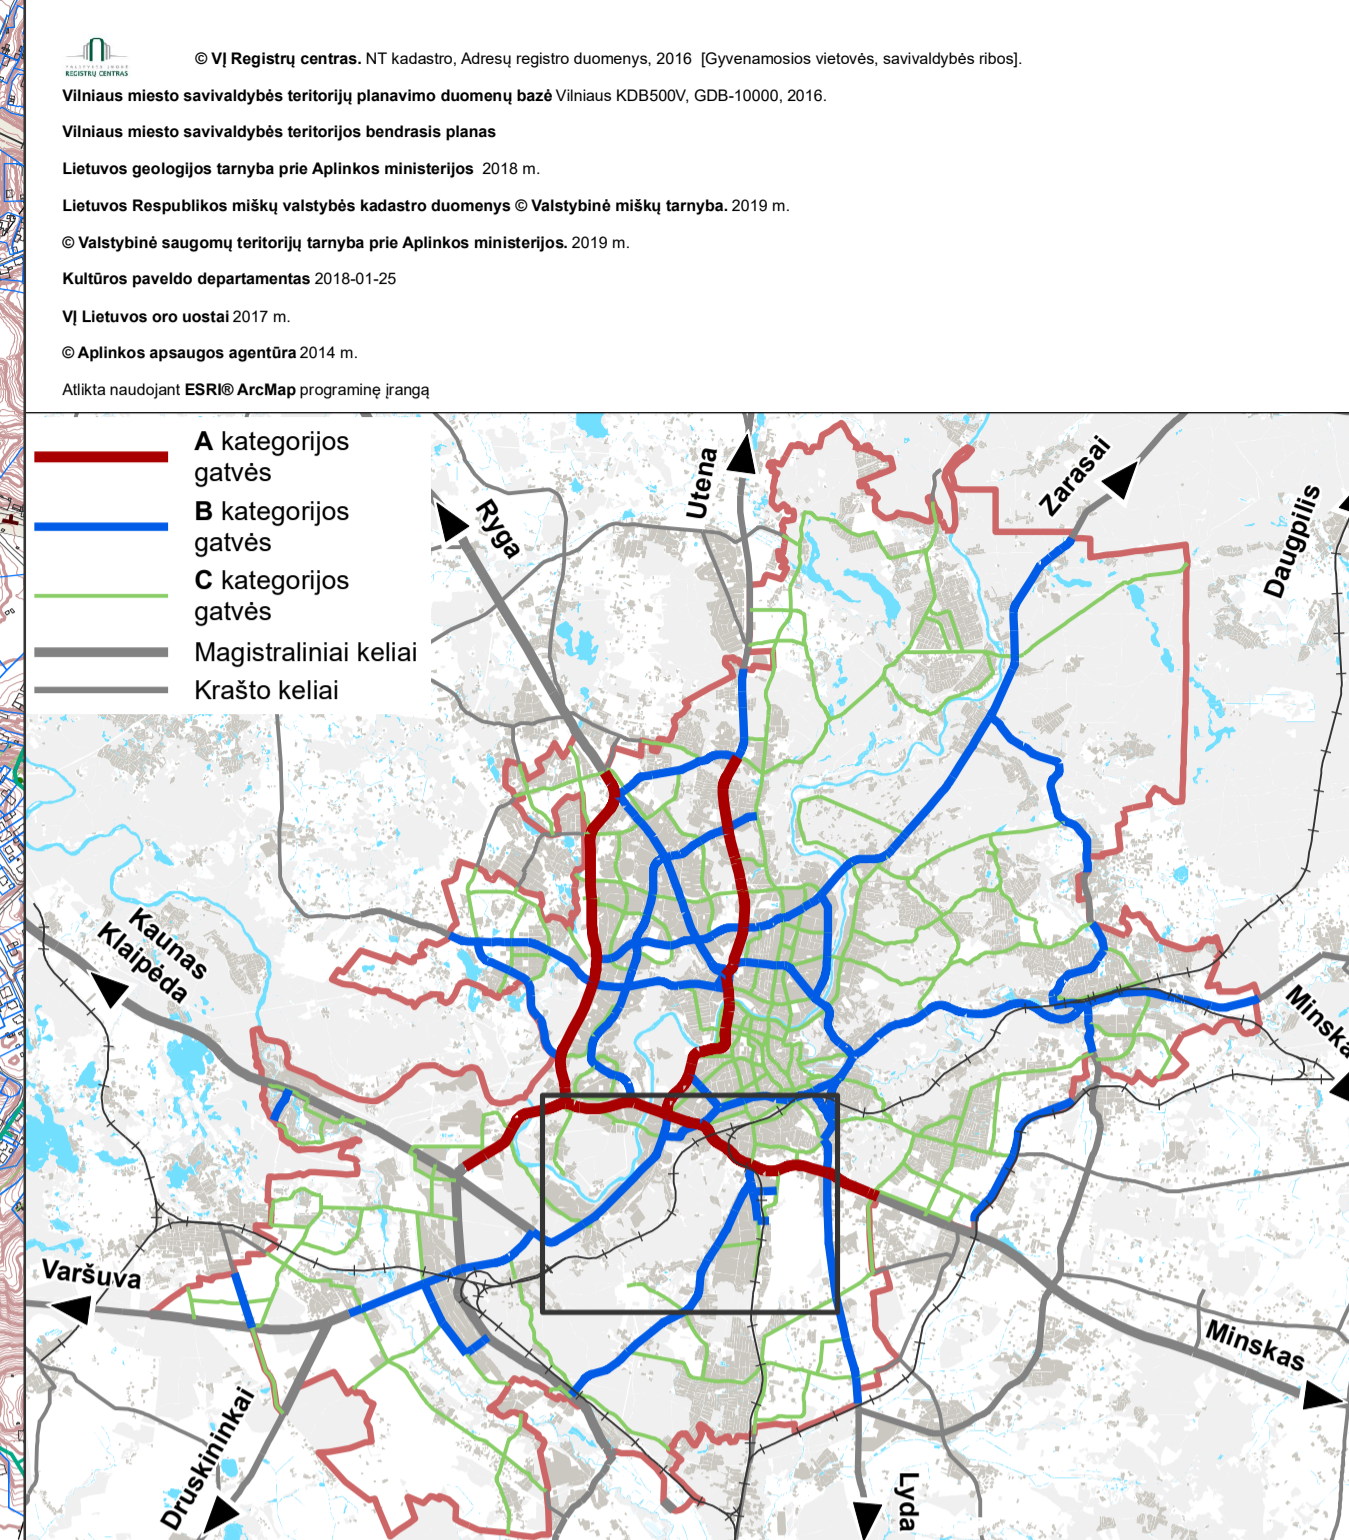 VALSTYBĖS ĮMONĖ
REGISTRŲ CENTRAS
© VĮ Registrų centras. NT kadastro, Adresų registro duomenys, 2016 [Gyvenamosios vietovės, savivaldybės ribos].
Vilniaus miesto savivaldybės teritorijų planavimo duomenų bazė Vilniaus KDB500V, GDB-10000, 2016.
Vilniaus miesto savivaldybės teritorijos bendrasis planas
Lietuvos geologijos tarnyba prie Aplinkos ministerijos 2018 m.
Lietuvos Respublikos miškų valstybės kadastro duomenys © Valstybinė miškų tarnyba. 2019 m.
© Valstybinė saugomų teritorijų tarnyba prie Aplinkos ministerijos. 2019 m.
Kultūros paveldo departamentas 2018-01-25
VĮ Lietuvos oro uostai 2017 m.
© Aplinkos apsaugos agentūra 2014 m.
Atlikta naudojant ESRI® ArcMap programinę įrangą
A kategorijos
gatvės
B kategorijos
gatvės
C kategorijos
gatvės
Magistraliniai keliai
Krašto keliai
Ryga
Utena
Zarasai
Daugpilis
Kaunas
Klaipėda
Minska
Varšuva
Minskas
Druskininkai
Lyda